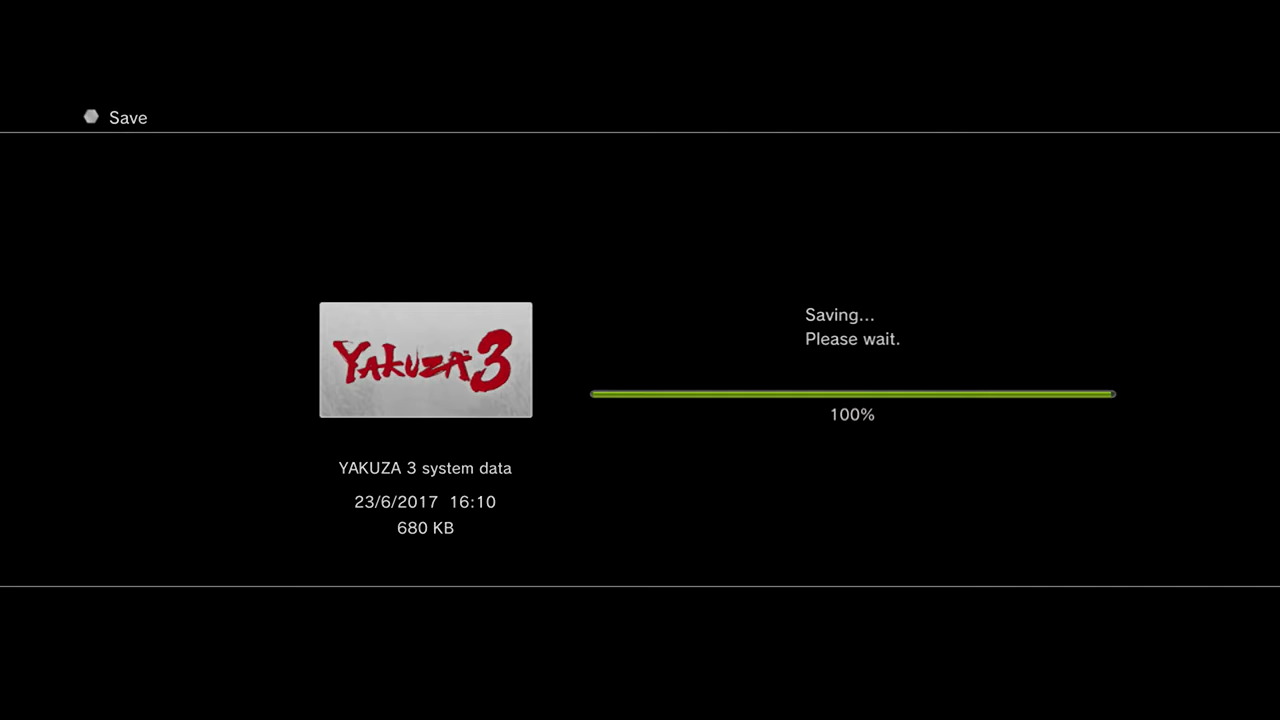 Save
YAKUZA 3
Saving...
Please wait.
100%
YAKUZA 3 system data
23/6/2017 16:10
680 KB